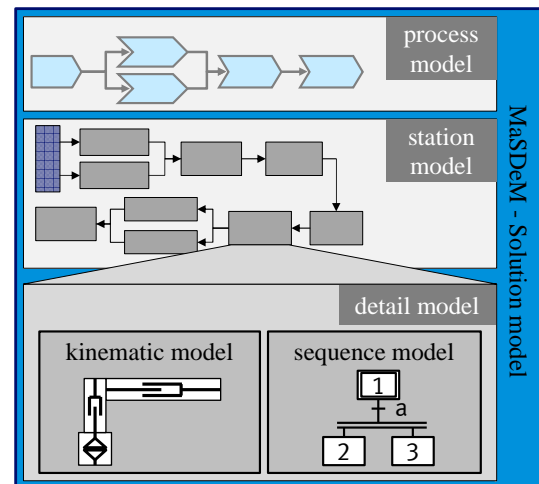 process
model
station
model
detail model
kinematic model
sequence model
1
a
2
3
MaSDeM - Solution model